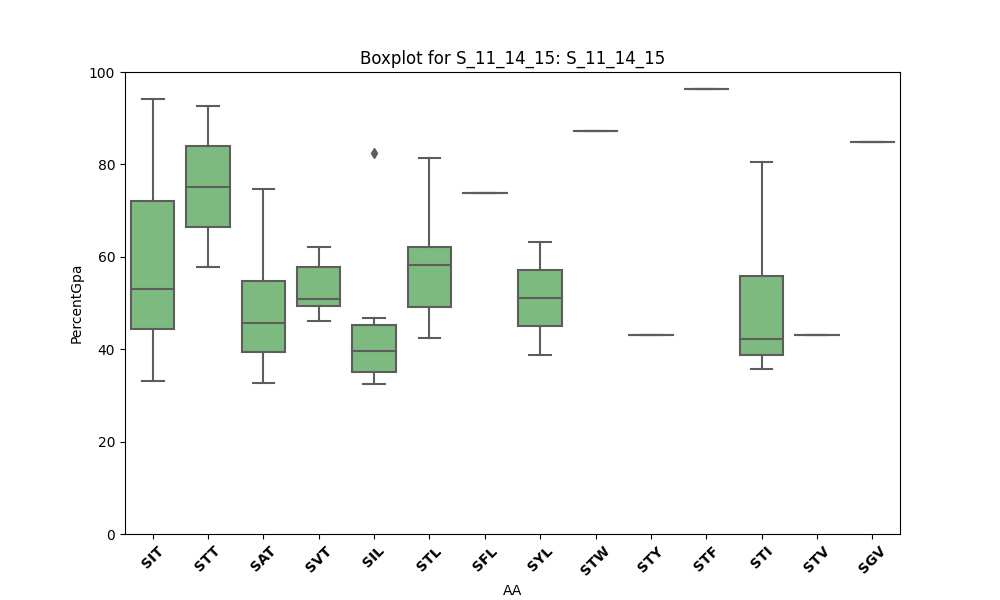 Boxplot for S_11_14_15: S_11_14_15
100
80
60
40
20
0
PercentGpa
SIT STT SAT SVT SIL STL SFL SYL STW STY STF STI STV SGV
AA